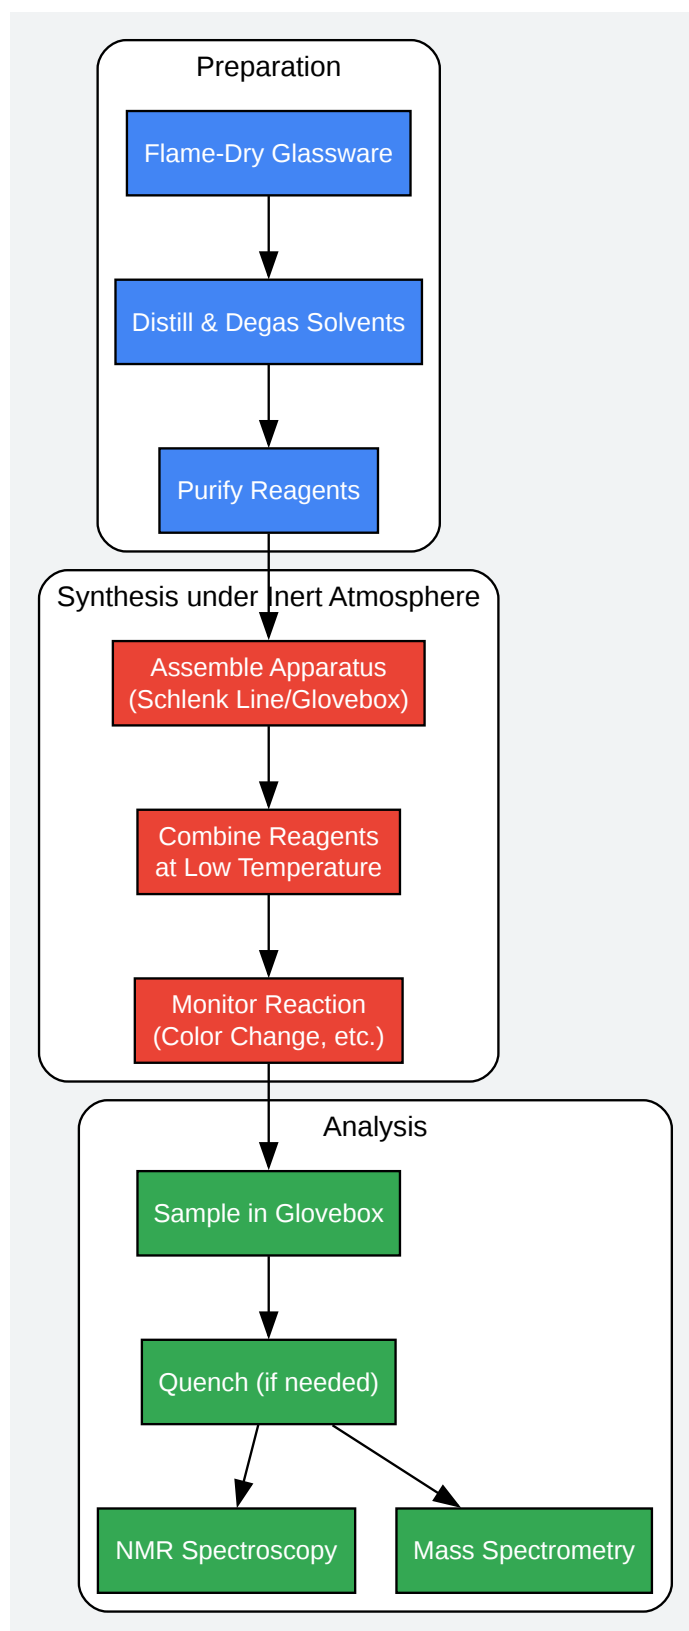 Preparation
Flame-Dry Glassware
Distill & Degas Solvents
Purify Reagents
Synthesis under Inert Atmosphere
Assemble Apparatus
(Schlenk Line/Glovebox)
Combine Reagents
at Low Temperature
Monitor Reaction
(Color Change, etc.)
Analysis
Sample in Glovebox
Quench (if needed)
NMR Spectroscopy
Mass Spectrometry